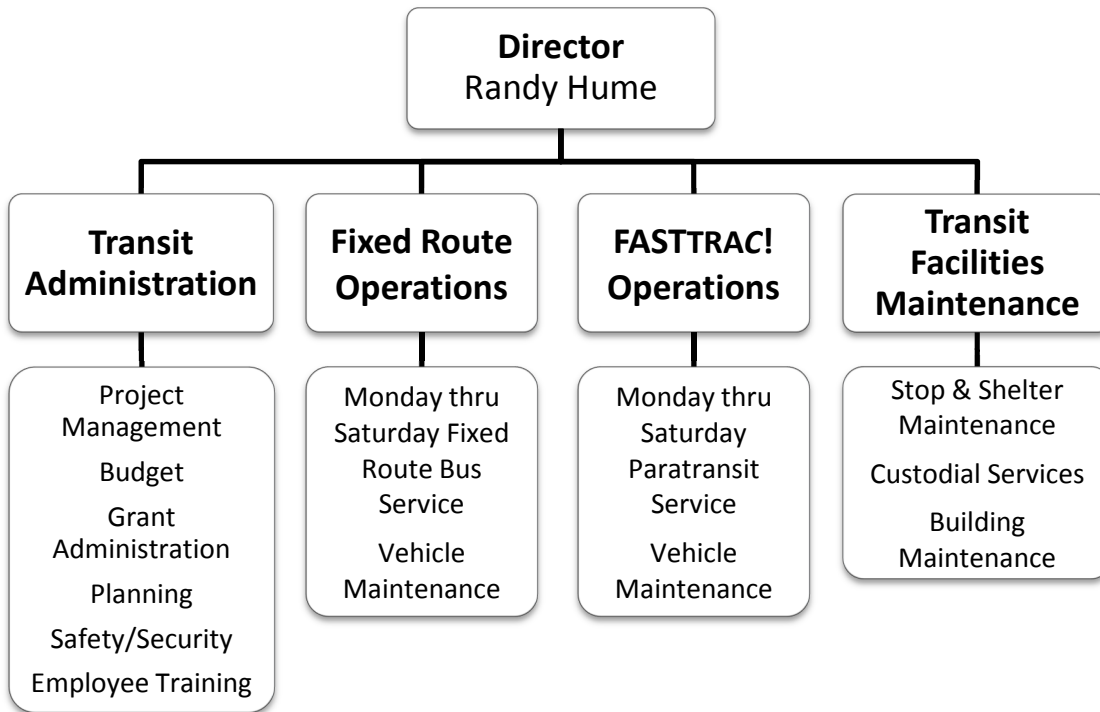 Director
Randy Hume
Transit
Administration
Fixed Route
Operations
FASTTRAC!
Operations
Transit
Facilities
Maintenance
Project
Management
Budget
Grant
Administration
Planning
Safety/Security
Employee Training
Monday thru
Saturday Fixed
Route Bus
Service
Vehicle
Maintenance
Monday thru
Saturday
Paratransit
Service
Vehicle
Maintenance
Stop & Shelter
Maintenance
Custodial Services
Building
Maintenance